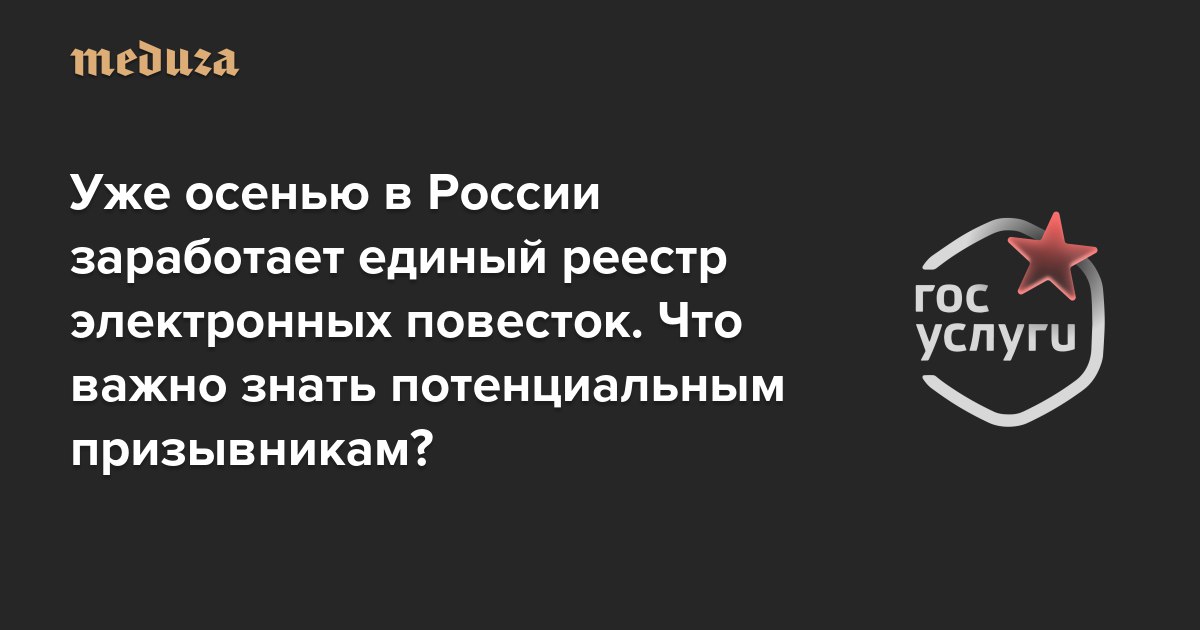 meduza
Уже осенью в России
заработает единый реестр
электронных повесток. Что
важно знать потенциальным
призывникам?
гос
услуги